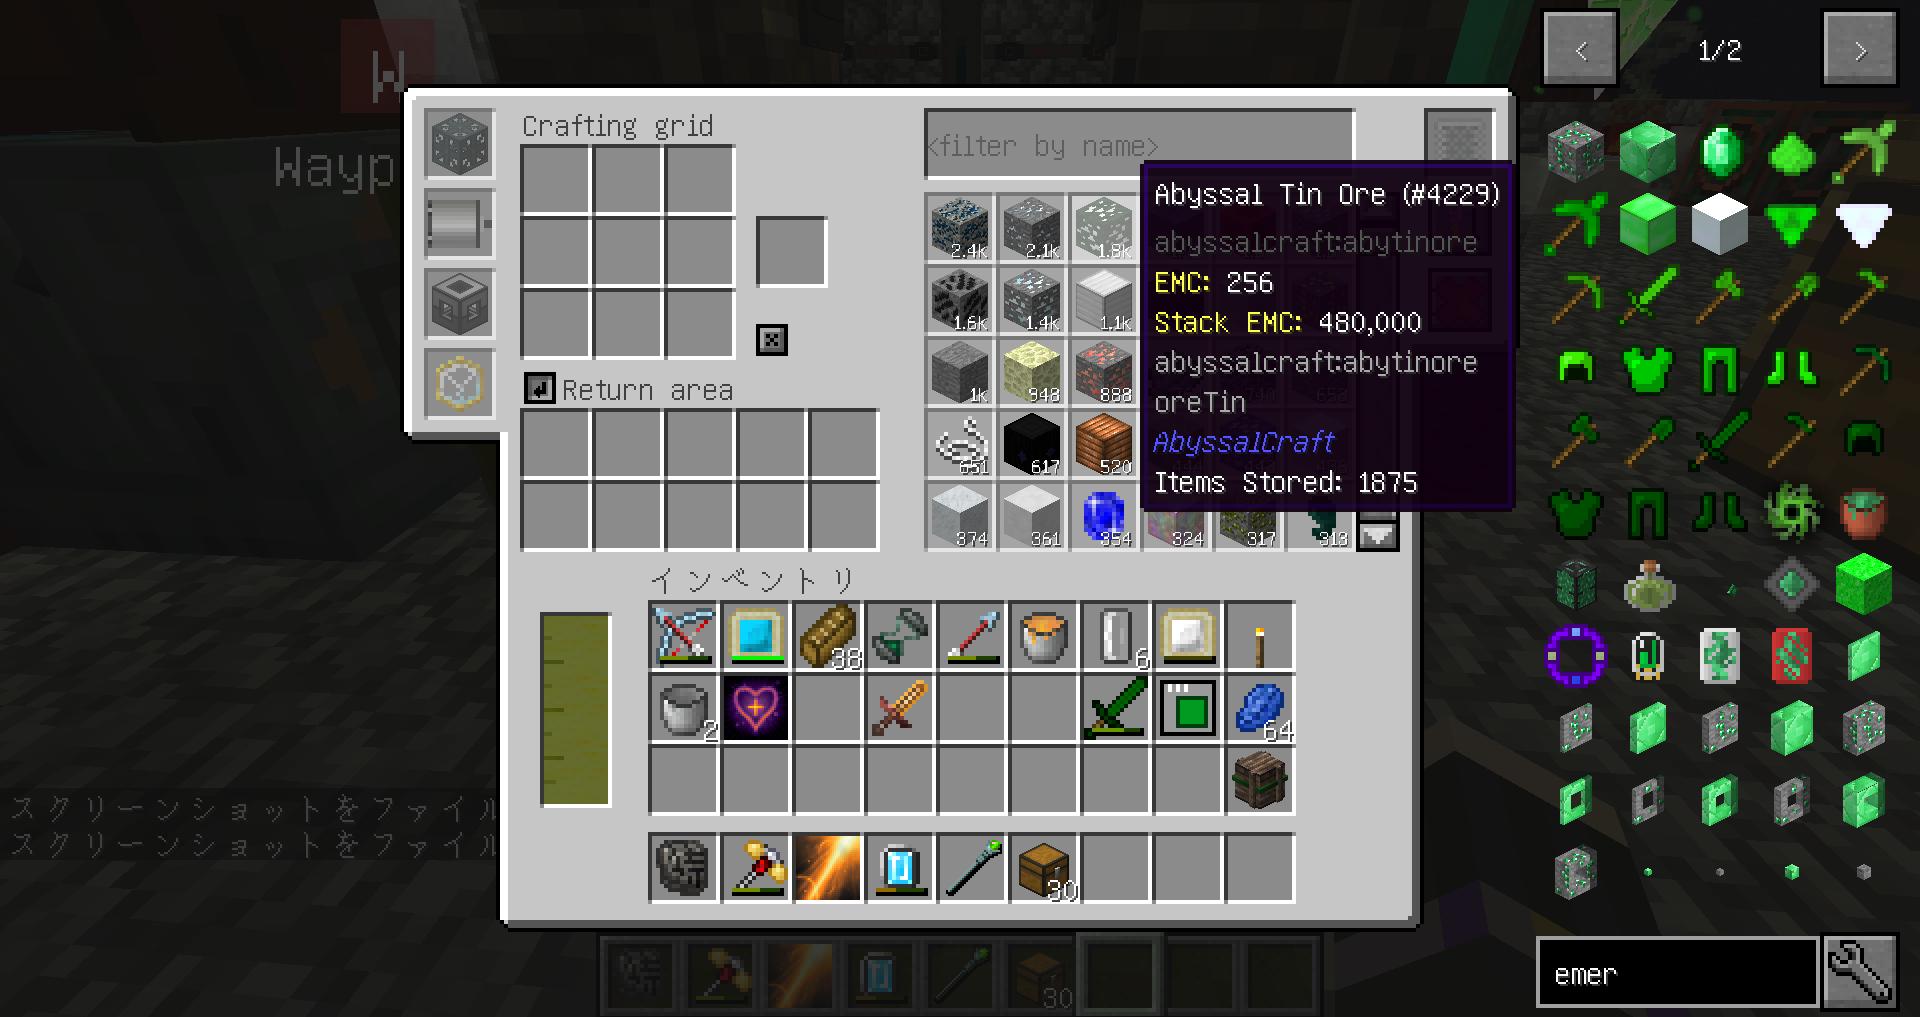 W
Wayp
< 1/2 >
Crafting grid
<filter by name>
Abyssal Tin Ore (#4229)
abyssalcraft:abytinore
EMC: 256
Stack EMC: 480,000
abyssalcraft:abytinore
oreTin
AbyssalCraft
Items Stored: 1875
2.4k 2.1k 1.8k
1.6k 1.4k 1.1k
1k 948 888
651 617 520
374 361 354 324 317 313
Return area
インベントリ
38 6
2 64
スクリーンショットをファイル
スクリーンショットをファイル
30
30
emer